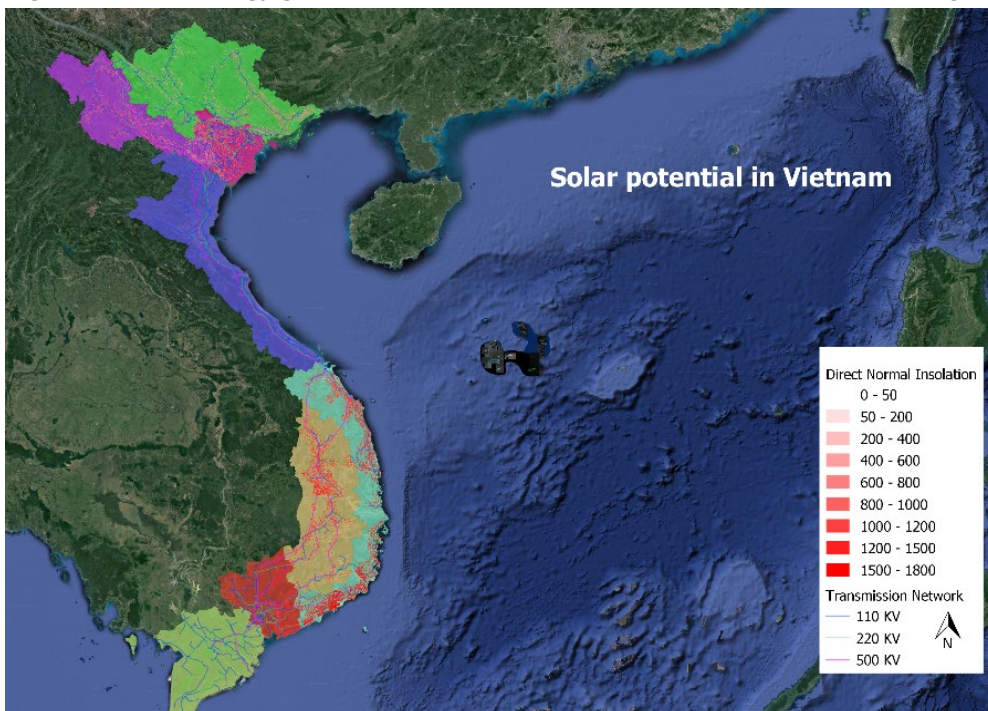 Solar potential in Vietnam
Direct Normal Insolation
0 - 50
50 - 200
200 - 400
400 - 600
600 - 800
800 - 1000
1000 - 1200
1200 - 1500
1500 - 1800
Transmission Network
110 KV
220 KV
500 KV
N